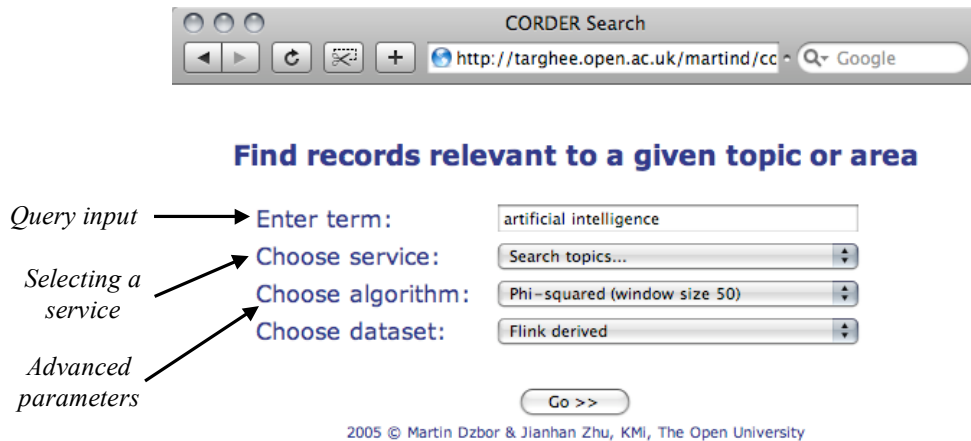 CORDER Search
http://targhee.open.ac.uk/martind/cc
Google
Find records relevant to a given topic or area
Query input
Enter term:
artificial intelligence
Selecting a
service
Choose service:
Search topics...
Choose algorithm:
Phi-squared (window size 50)
Advanced
parameters
Choose dataset:
Flink derived
Go >>
2005 © Martin Dzbor & Jianhan Zhu, KMi, The Open University